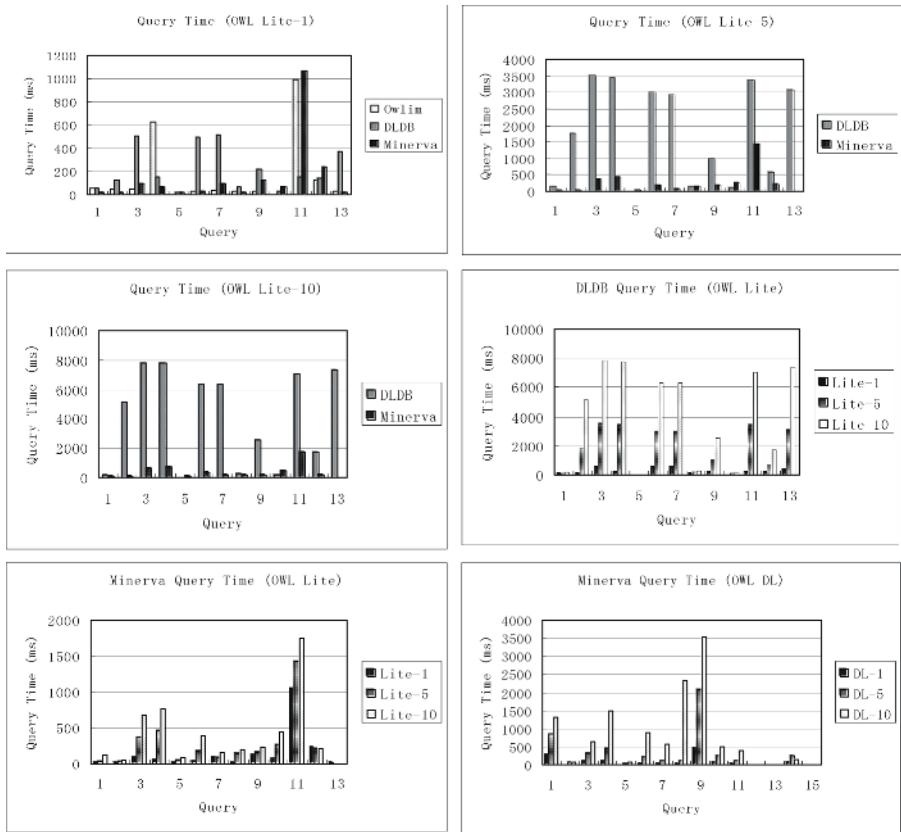 Query Time (OWL Lite-1)
Query Time (ms)
1200
1000
800
600
400
200
0
1 3 5 7 9 11 13
Query
Owlim
DLDB
Minerva
Query Time (OWL Lite 5)
Query Time (ms)
4000
3500
3000
2500
2000
1500
1000
500
0
1 3 5 7 9 11 13
Query
DLDB
Minerva
Query Time (OWL Lite-10)
Query Time (ms)
10000
8000
6000
4000
2000
0
1 3 5 7 9 11 13
Query
DLDB
Minerva
DLDB Query Time (OWL Lite)
Query Time (ms)
10000
8000
6000
4000
2000
0
1 3 5 7 9 11 13
Query
Lite-1
Lite-5
Lite-10
Minerva Query Time (OWL Lite)
Query Time (ms)
2000
1500
1000
500
0
1 3 5 7 9 11 13
Query
Lite-1
Lite-5
Lite-10
Minerva Query Time (OWL DL)
Query Time (ms)
4000
3500
3000
2500
2000
1500
1000
500
0
1 3 5 7 9 11 13 15
Query
DL-1
DL-5
DL-10